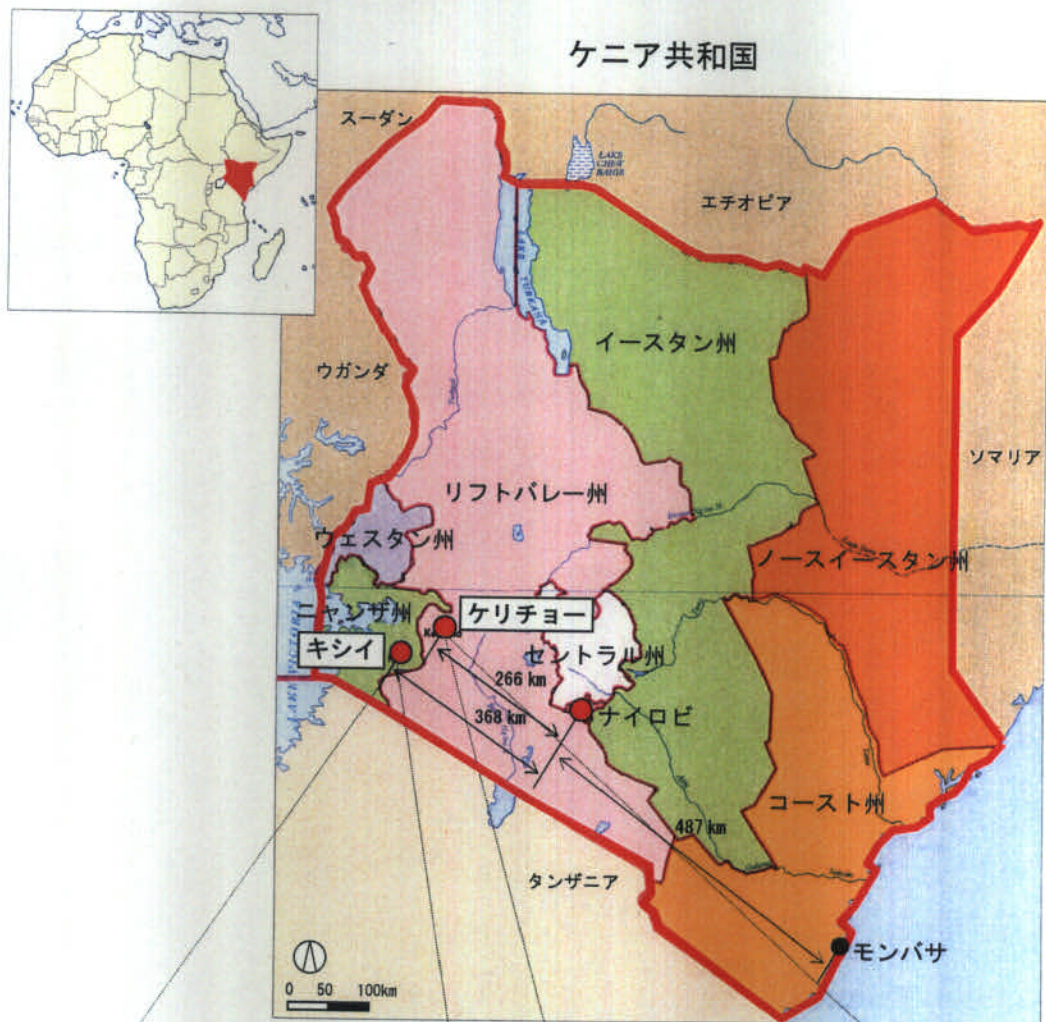 ケニア共和国
スーダン
LAKE
CHEW
BAHIR
エチオピア
LAKE TURKANA
イースタン州
ウガンダ
ソマリア
リフトバレー州
ウェスタン州
ノースイースタン州
ニャンザ州
ケリチョー
キシイ
セントラル州
266 km
368 km
ナイロビ
コースト州
487 km
タンザニア
モンバサ
0 50 100km